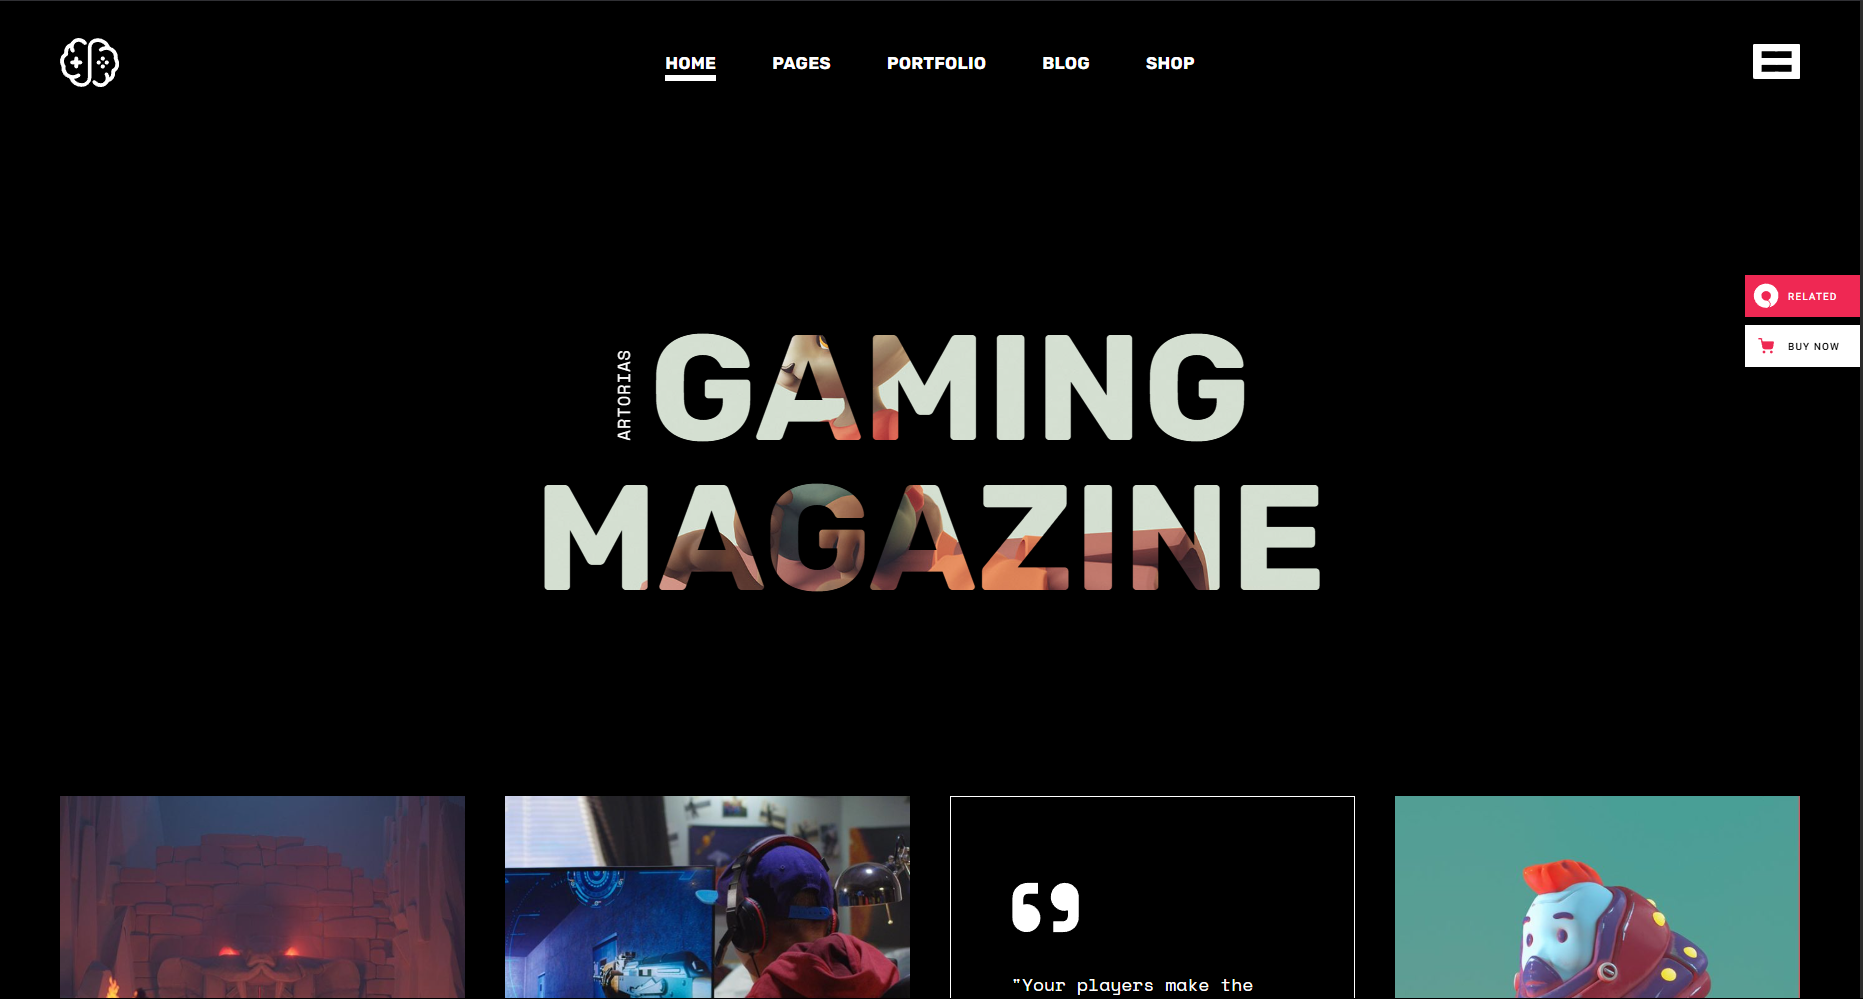 HOME PAGES PORTFOLIO BLOG SHOP
RELATED
BUY NOW
ARTORIAS
GAMING
MAGAZINE
"Your players make the